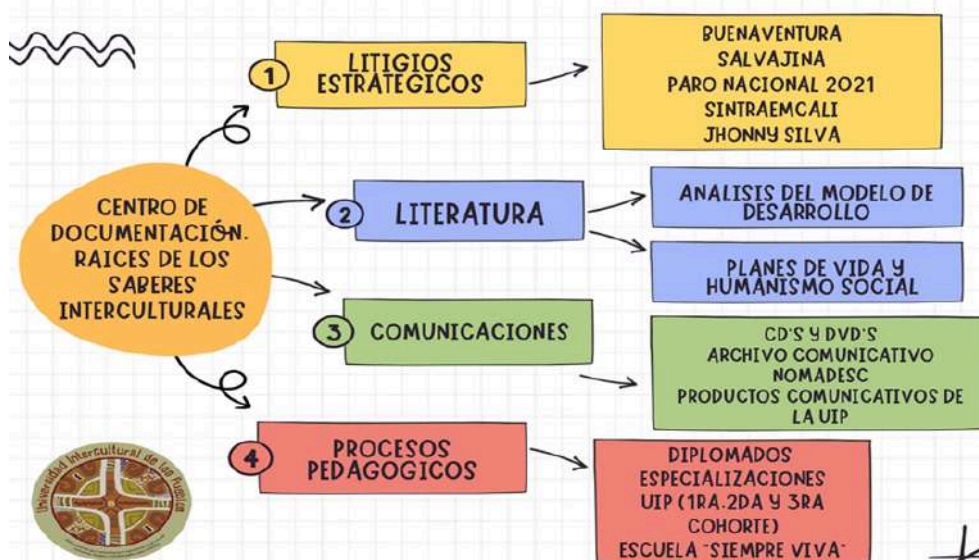 CENTRO DE
DOCUMENTACIÓN.
RAICES DE LOS
SABERES
INTERCULTURALES
1
LITIGIOS
ESTRATEGICOS
BUENAVENTURA
SALVAJINA
PARO NACIONAL 2021
SINTRAEMCALI
JHONNY SILVA
2
LITERATURA
ANALISIS DEL MODELO DE
DESARROLLO
PLANES DE VIDA Y
HUMANISMO SOCIAL
3
COMUNICACIONES
CD'S Y DVD'S
ARCHIVO COMUNICATIVO
NOMADESC
PRODUCTOS COMUNICATIVOS DE
LA UIP
4
PROCESOS
PEDAGOGICOS
DIPLOMADOS
ESPECIALIZACIONES
UIP (1RA.2DA Y 3RA
COHORTE)
ESCUELA "SIEMPRE VIVA"
Universidad Intercultural de los Pueblos